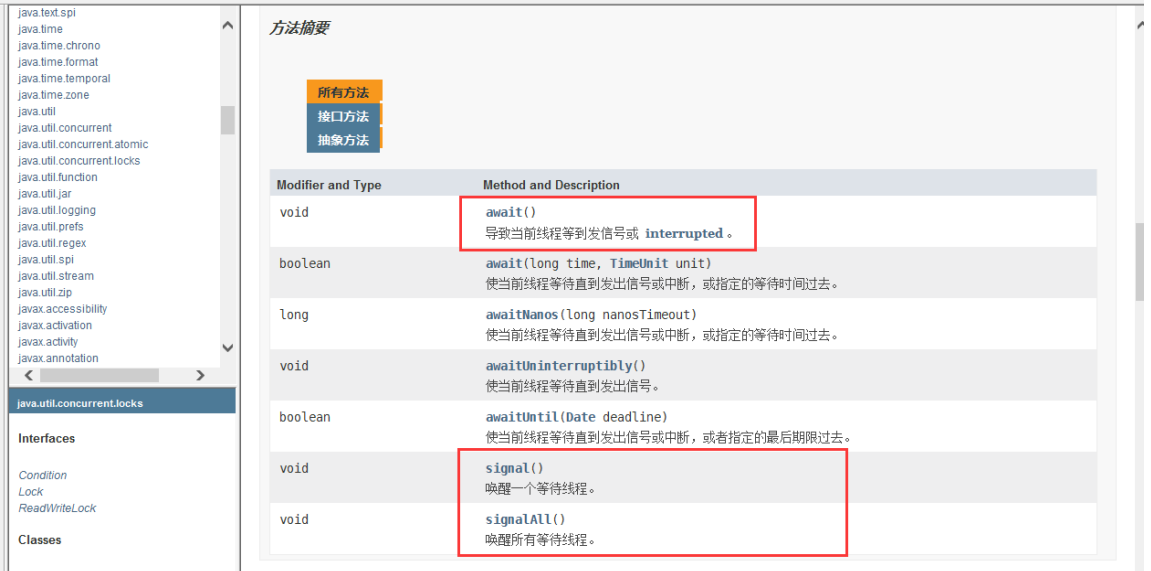 java.text.spi
java.time
java.time.chrono
java.time.format
java.time.temporal
java.time.zone
java.util
java.util.concurrent
java.util.concurrent.atomic
java.util.concurrent.locks
java.util.function
java.util.jar
java.util.logging
java.util.prefs
java.util.regex
java.util.spi
java.util.stream
java.util.zip
javax.accessibility
javax.activation
javax.activity
javax.annotation
java.util.concurrent.locks
Interfaces
Condition
Lock
ReadWriteLock
Classes
方法摘要
所有方法
接口方法
抽象方法
Modifier and Type Method and Description
void await()
导致当前线程等到发信号或 interrupted 。
boolean await(long time, TimeUnit unit)
使当前线程等待直到发出信号或中断，或指定的等待时间过去。
long awaitNanos(long nanosTimeout)
使当前线程等待直到发出信号或中断，或指定的等待时间过去。
void awaitUninterruptibly()
使当前线程等待直到发出信号。
boolean awaitUntil(Date deadline)
使当前线程等待直到发出信号或中断，或者指定的最后期限过去。
void signal()
唤醒一个等待线程。
void signalAll()
唤醒所有等待线程。